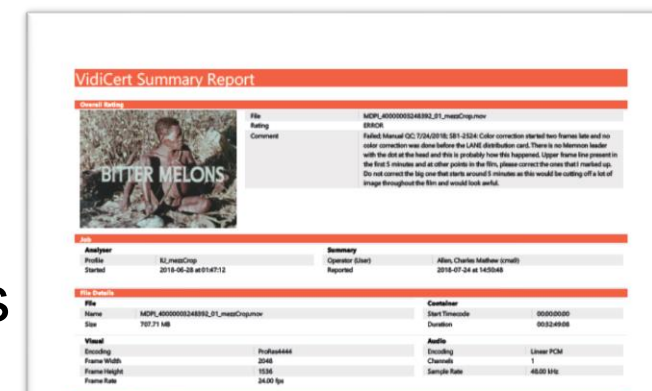 VidiCert Summary Report
Overall Rating
BITTER MELONS
File MDPI_40000003248392_01_mezzCrop.mov
Rating ERROR
Comment Failed; Manual QC; 7/24/2018; SB1-2524: Color correction started two frames late and no
color correction was done before the LANE distribution card. There is no Memnon leader
with the dot at the head and this is probably how this happened. Upper frame line present in
the first 5 minutes and at other points in the film, please correct the ones that I marked up.
Do not correct the big one that starts around 5 minutes as this would be cutting off a lot of
image throughout the film and would look awful.
Job
Analyser Summary
Profile IU_mezzCrop Operator (User) Allen, Charles Mathew (cmall)
Started 2018-06-28 at 01:47:12 Reported 2018-07-24 at 14:50:48
s
File Details
File Container
Name MDPI_40000003248392_01_mezzCrop.mov Start Timecode 00:00:00:00
Size 707.71 MB Duration 00:32:49:08
Visual Audio
Encoding ProRes4444 Encoding Linear PCM
Frame Width 2048 Channels 1
Frame Height 1536 Sample Rate 48.00 kHz
Frame Rate 24.00 fps